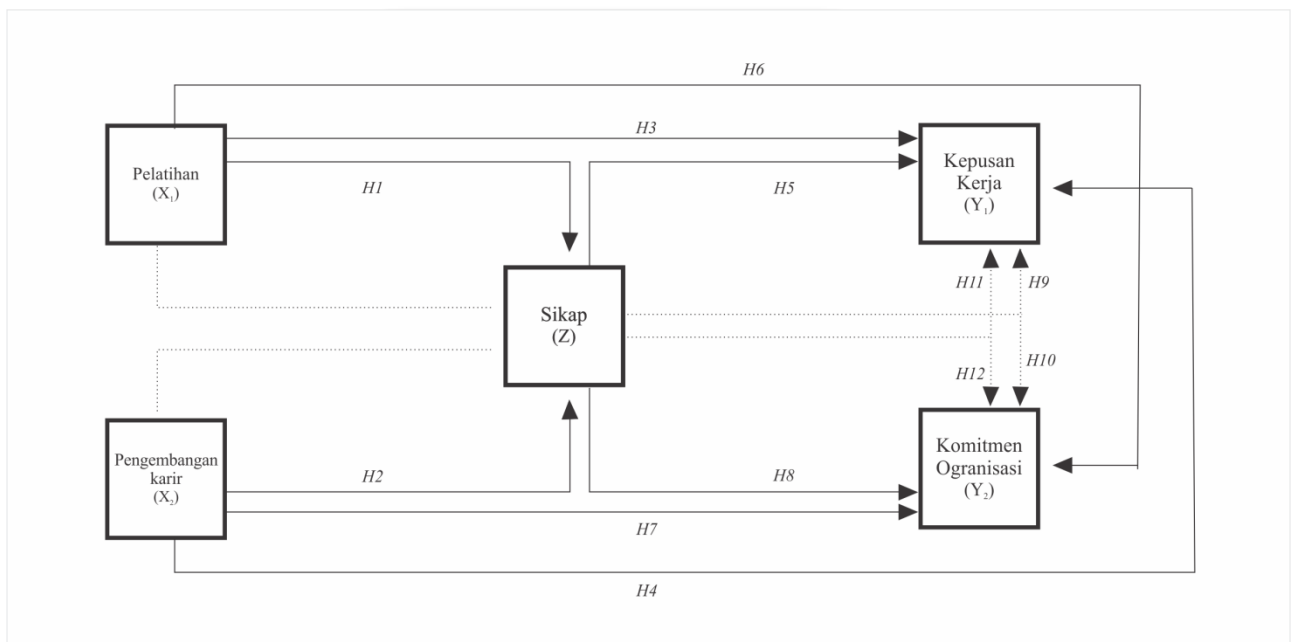 H6
H3
Pelatihan
(X₁)
H1
H5
Kepusan
Kerja
(Y₁)
H11
H9
Sikap
(Z)
H12
H10
Pengembangan
karir
(X₂)
H2
H8
Komitmen
Ogranisasi
(Y₂)
H7
H4